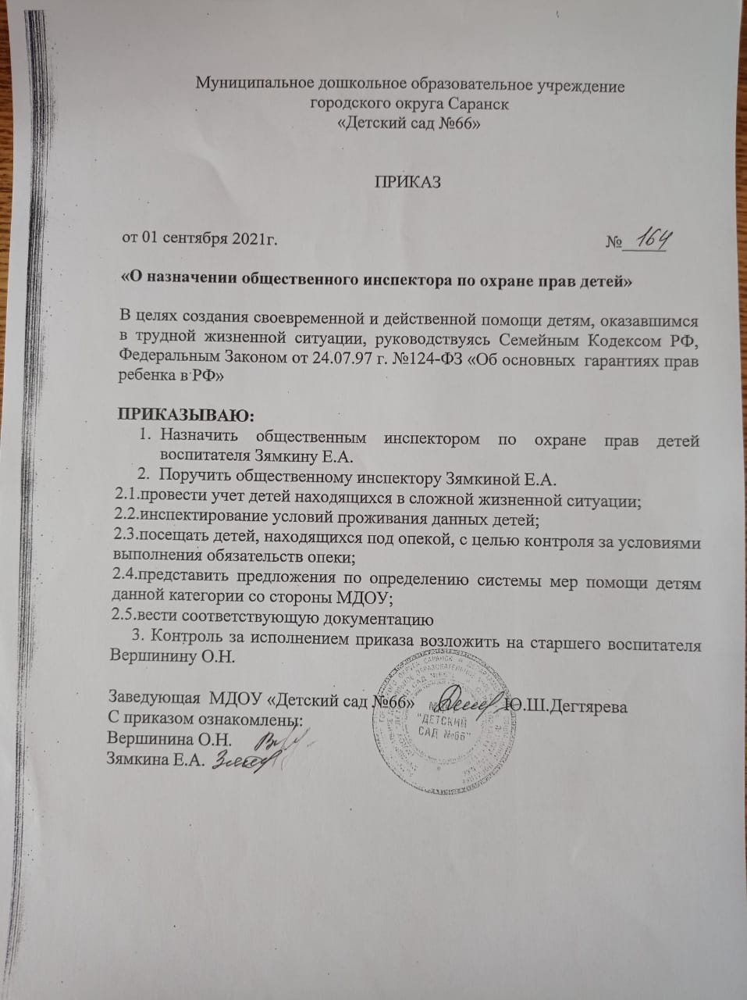 Муниципальное дошкольное образовательное учреждение
городского округа Саранск
«Детский сад №66»
ПРИКАЗ
от 01 сентября 2021г.
№ 164
«О назначении общественного инспектора по охране прав детей»
В целях создания своевременной и действенной помощи детям, оказавшимся
в трудной жизненной ситуации, руководствуясь Семейным Кодексом РФ,
Федеральным Законом от 24.07.97 г. №124-ФЗ «Об основных гарантиях прав
ребенка в РФ»
ПРИКАЗЫВАЮ:
1. Назначить общественным инспектором по охране прав детей
воспитателя Зямкину Е.А.
2. Поручить общественному инспектору Зямкиной Е.А.
2.1.провести учет детей находящихся в сложной жизненной ситуации;
2.2.инспектирование условий проживания данных детей;
2.3.посещать детей, находящихся под опекой, с целью контроля за условиями
выполнения обязательств опеки;
2.4.представить предложения по определению системы мер помощи детям
данной категории со стороны МДОУ;
2.5.вести соответствующую документацию
3. Контроль за исполнением приказа возложить на старшего воспитателя
Вершинину О.Н.
Заведующая МДОУ «Детский сад №66» Ю.Ш.Дегтярева
С приказом ознакомлены:
Вершинина О.Н.
Зямкина Е.А.
"ДЕТСКИЙ
САД №66"